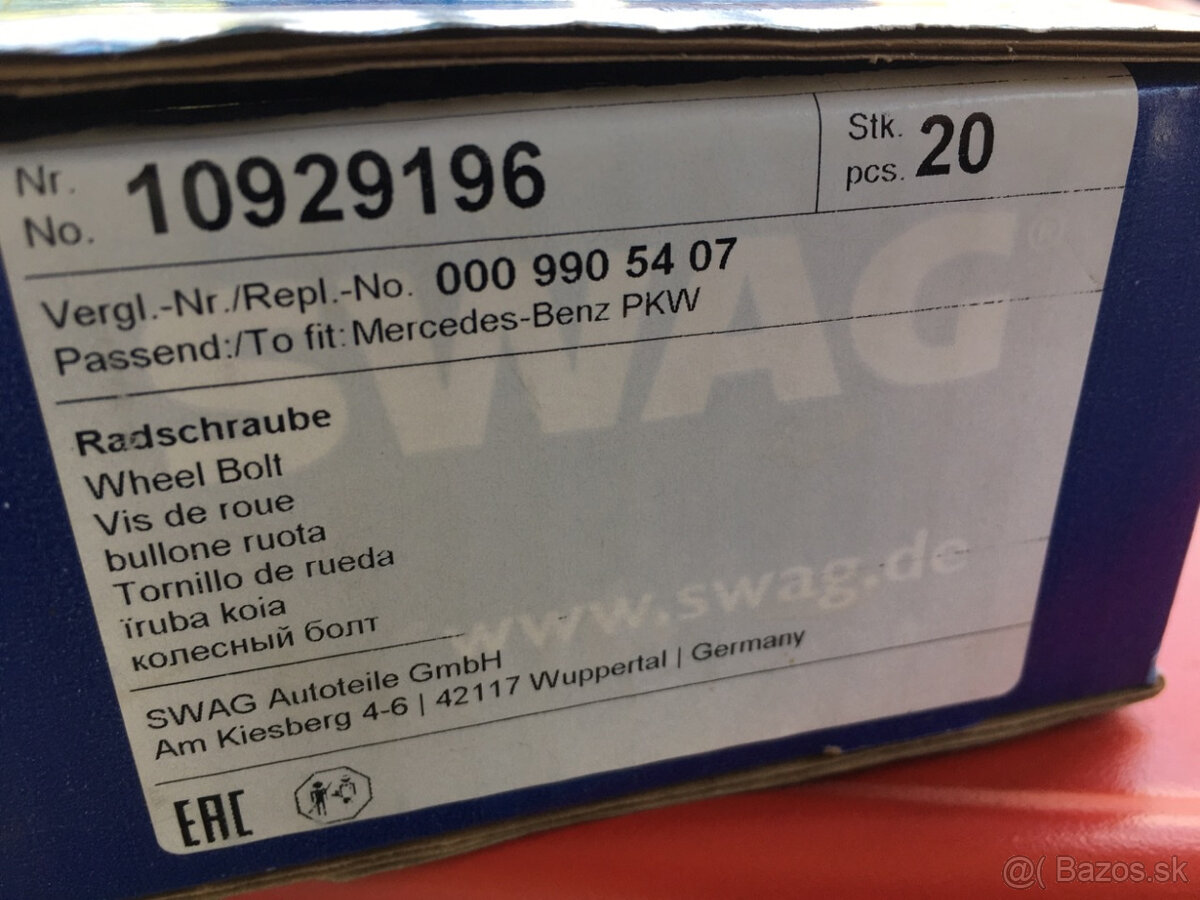 Nr.
No. 10929196
Stk.
pcs. 20
Vergl.-Nr./Repl.-No. 000 990 54 07
Passend:/To fit: Mercedes-Benz PKW
SWAG®
Radschraube
Wheel Bolt
Vis de roue
bullone ruota
Tornillo de rueda
ïruba koia
колесный болт
www.swag.de
SWAG Autoteile GmbH
Am Kiesberg 4-6 | 42117 Wuppertal | Germany
EAC
@( Bazos.sk